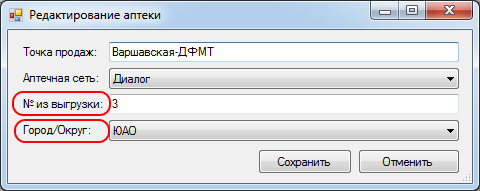 Редактирование аптеки
Точка продаж: Варшавская-ДФМТ
Аптечная сеть: Диалог
№ из выгрузки: 3
Город/Округ: ЮАО
Сохранить Отменить